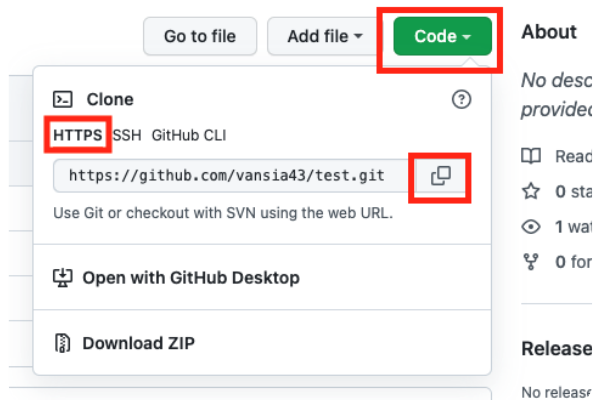 Go to file Add file Code About
No desc
provided
Clone
HTTPS SSH GitHub CLI
https://github.com/vansia43/test.git
Use Git or checkout with SVN using the web URL.
Open with GitHub Desktop
Download ZIP
Read
0 sta
1 wat
0 for
Release
No release